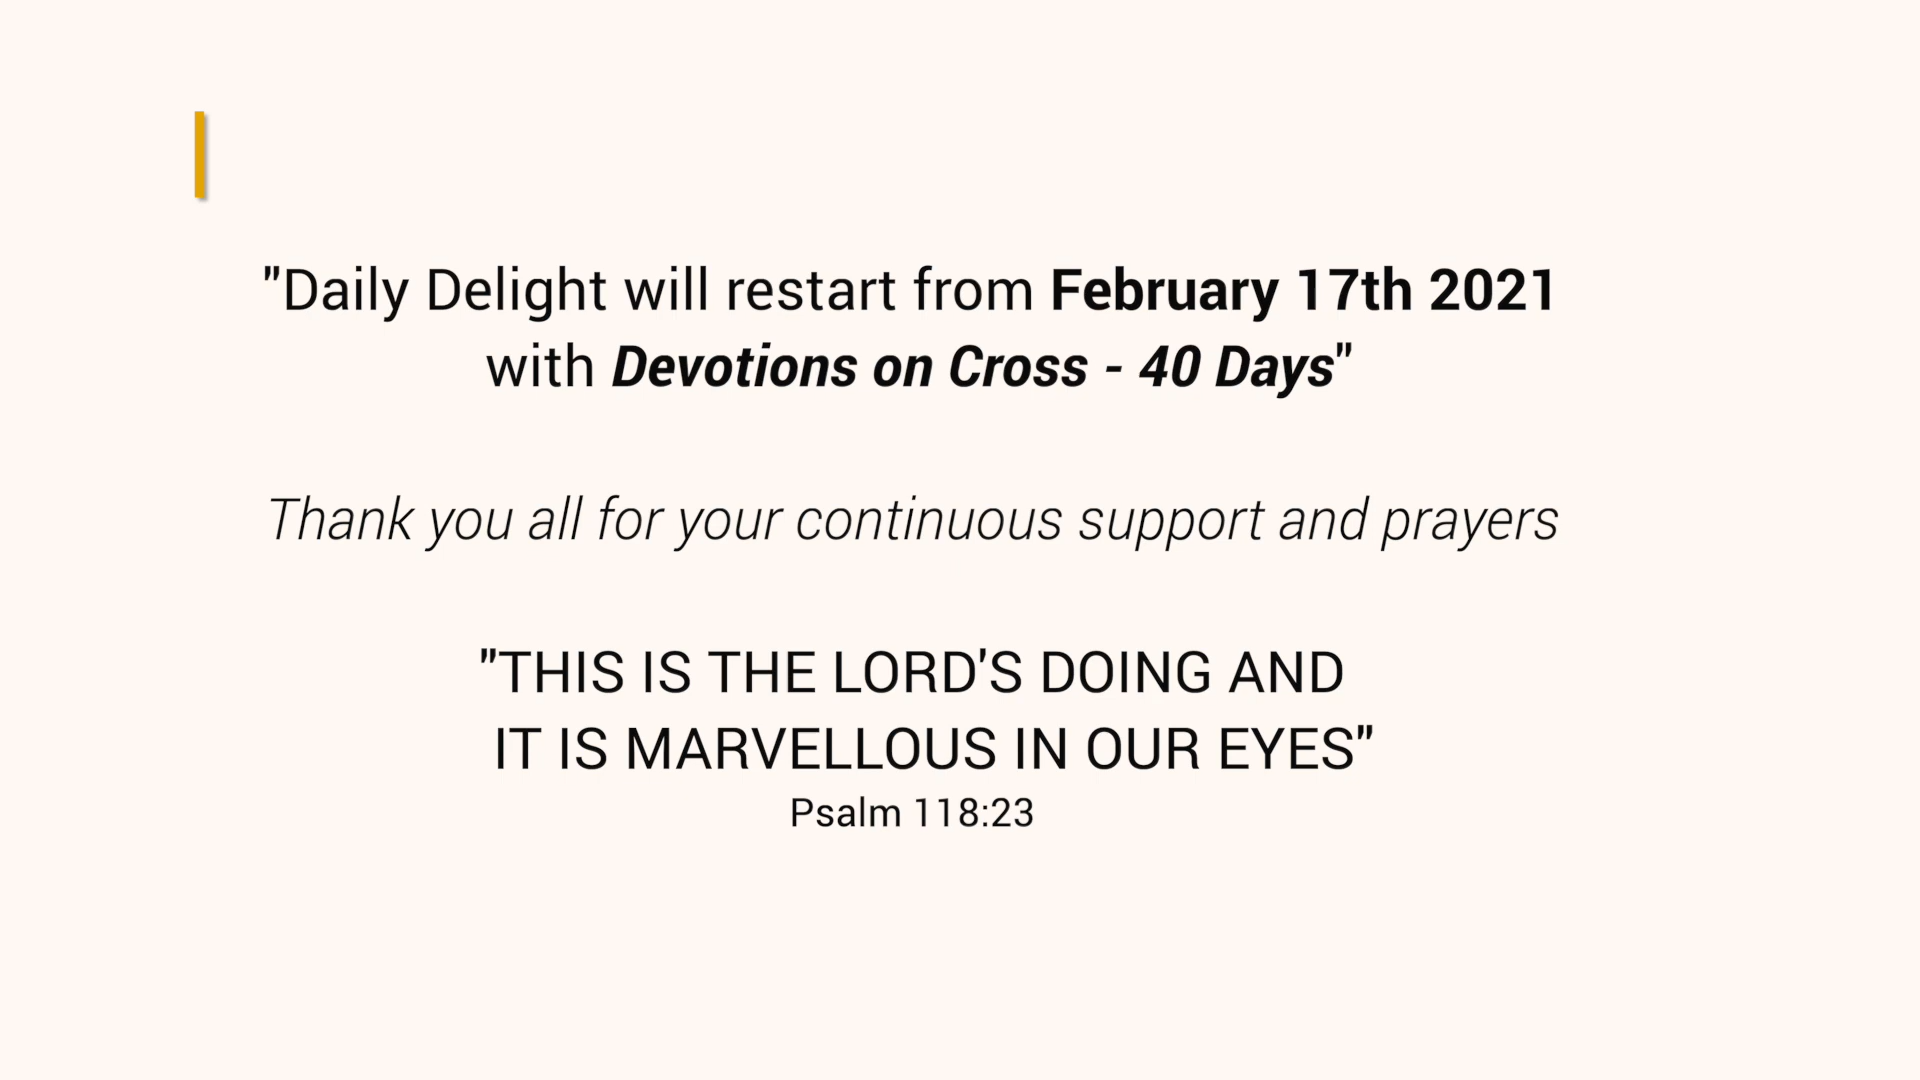 "Daily Delight will restart from February 17th 2021
with Devotions on Cross - 40 Days"
Thank you all for your continuous support and prayers
"THIS IS THE LORD'S DOING AND
IT IS MARVELLOUS IN OUR EYES"
Psalm 118:23